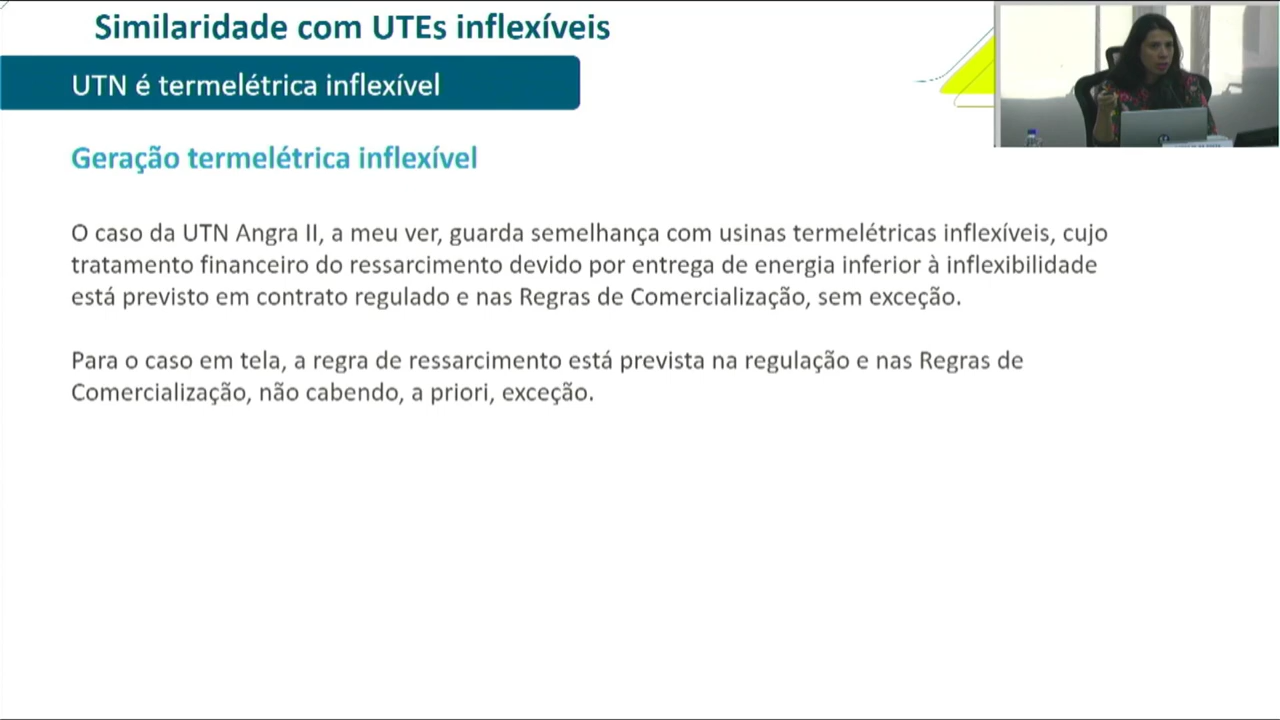 Similaridade com UTEs inflexíveis
UTN é termelétrica inflexível
Geração termelétrica inflexível
O caso da UTN Angra II, a meu ver, guarda semelhança com usinas termelétricas inflexíveis, cujo
tratamento financeiro do ressarcimento devido por entrega de energia inferior à inflexibilidade
está previsto em contrato regulado e nas Regras de Comercialização, sem exceção.
Para o caso em tela, a regra de ressarcimento está prevista na regulação e nas Regras de
Comercialização, não cabendo, a priori, exceção.